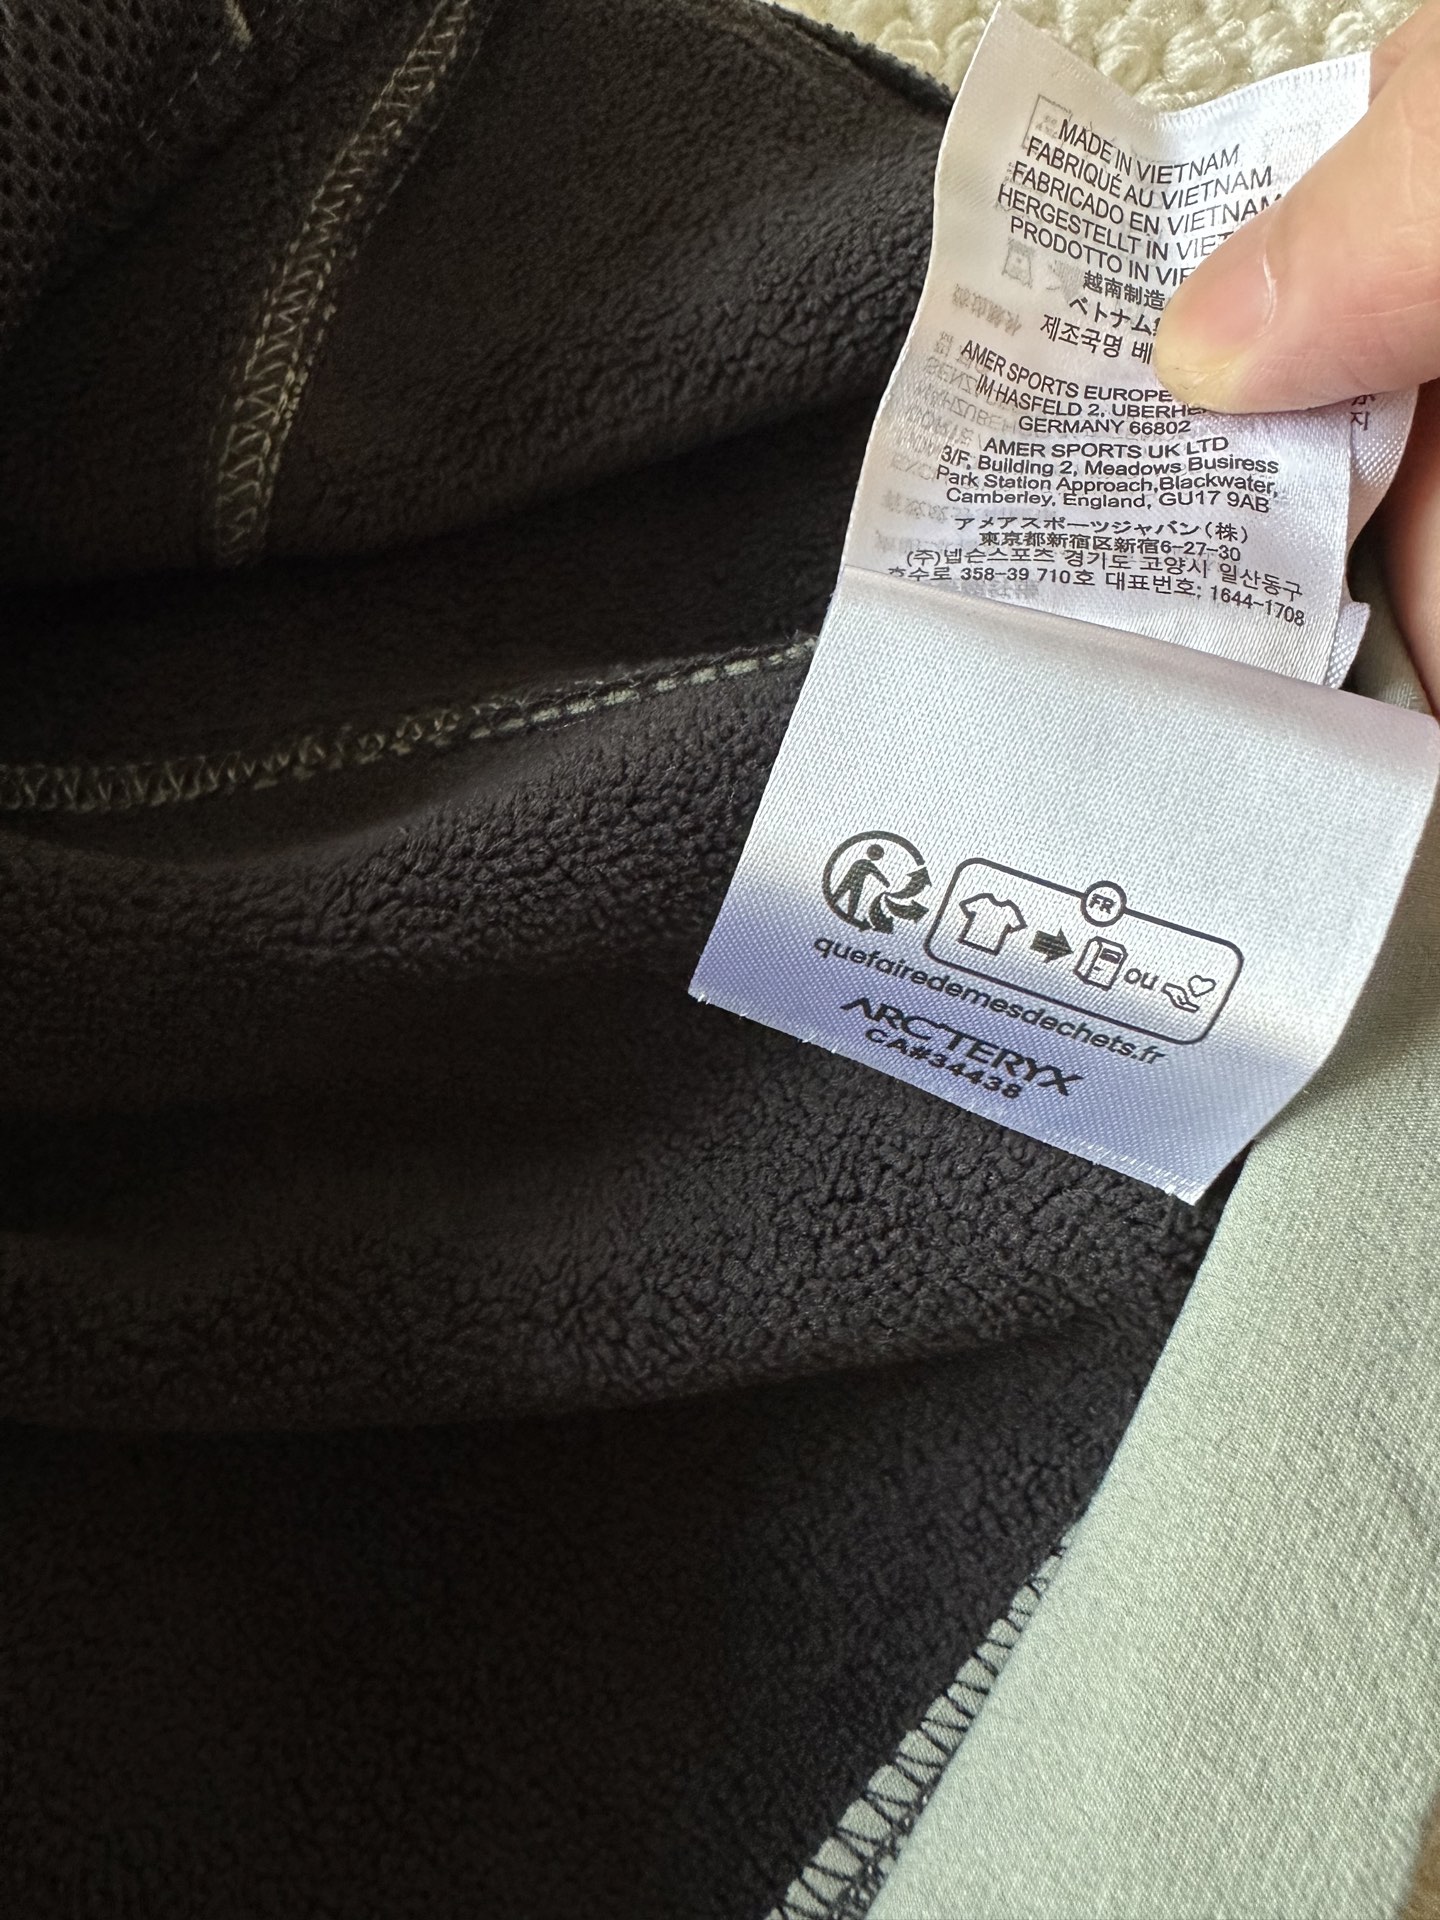 MADE IN VIETNAM
FABRIQUÉ AU VIETNAM
FABRICADO EN VIETNAM
HERGESTELLT IN VIET
PRODOTTO IN VIE
越南制造
ベトナム
제조국명 베
AMER SPORTS EUROPE
IM HASFELD 2, UBERHE
GERMANY 66802
AMER SPORTS UK LTD
3/F, Building 2, Meadows Busiress
Park Station Approach,Blackwater,
Camberley, England, GU17 9AB
アメアスポーツジャパン(株)
東京都新宿区新宿6-27-30
(주)넬슨스포츠 경기도 고양시 일산동구
호수로 358-39 710호 대표번호: 1644-1708
FR
ou
quefairedemesdechets.fr
ARC'TERYX
CA#34438